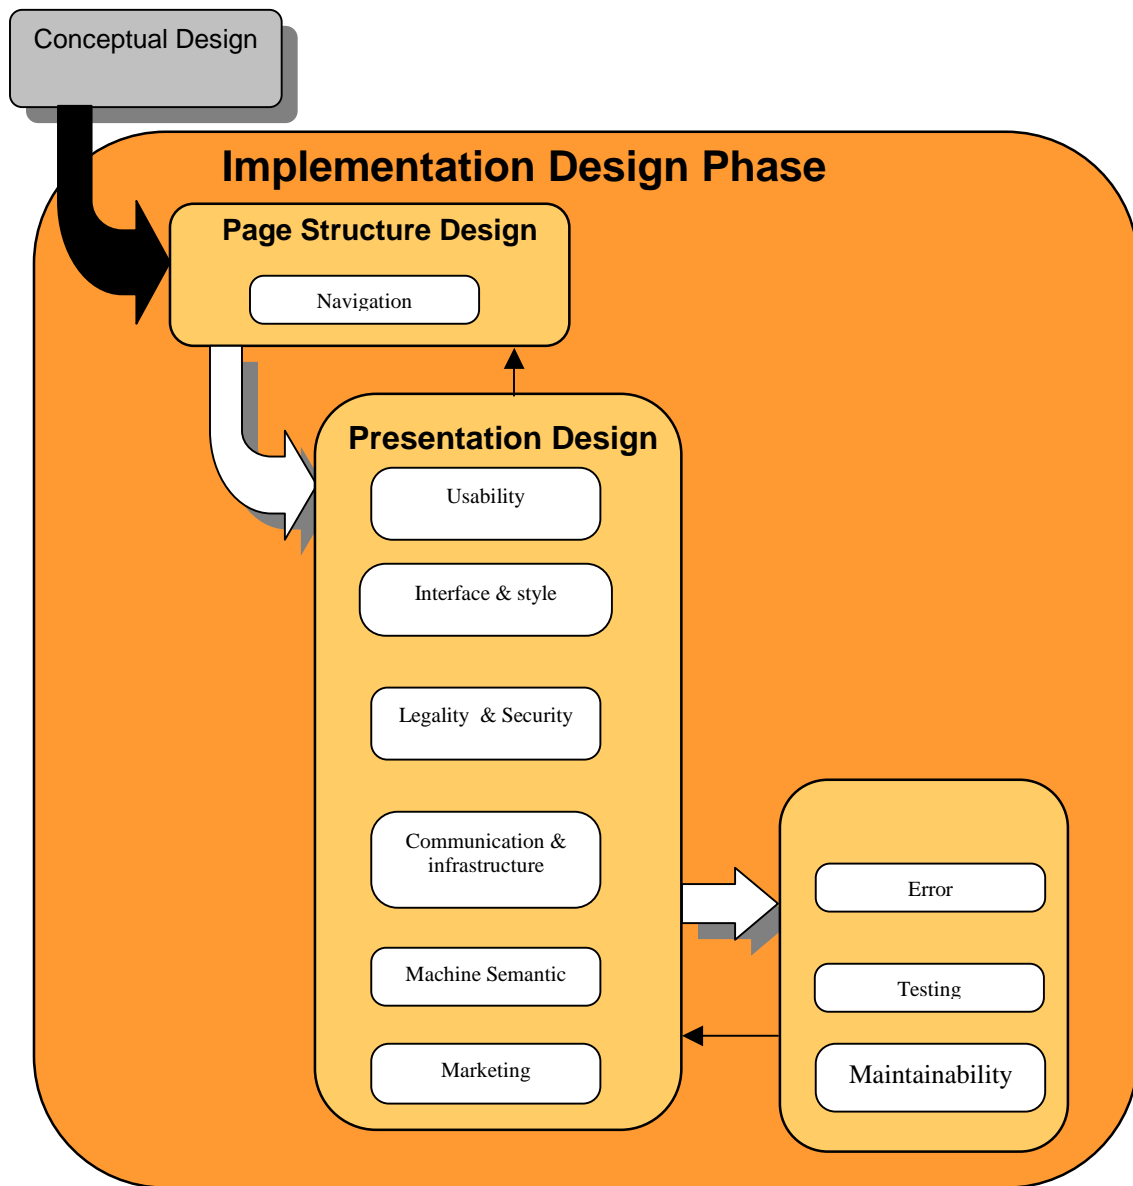 Conceptual Design
Implementation Design Phase
Page Structure Design
Navigation
Presentation Design
Usability
Interface & style
Legality & Security
Communication &
infrastructure
Machine Semantic
Marketing
Error
Testing
Maintainability